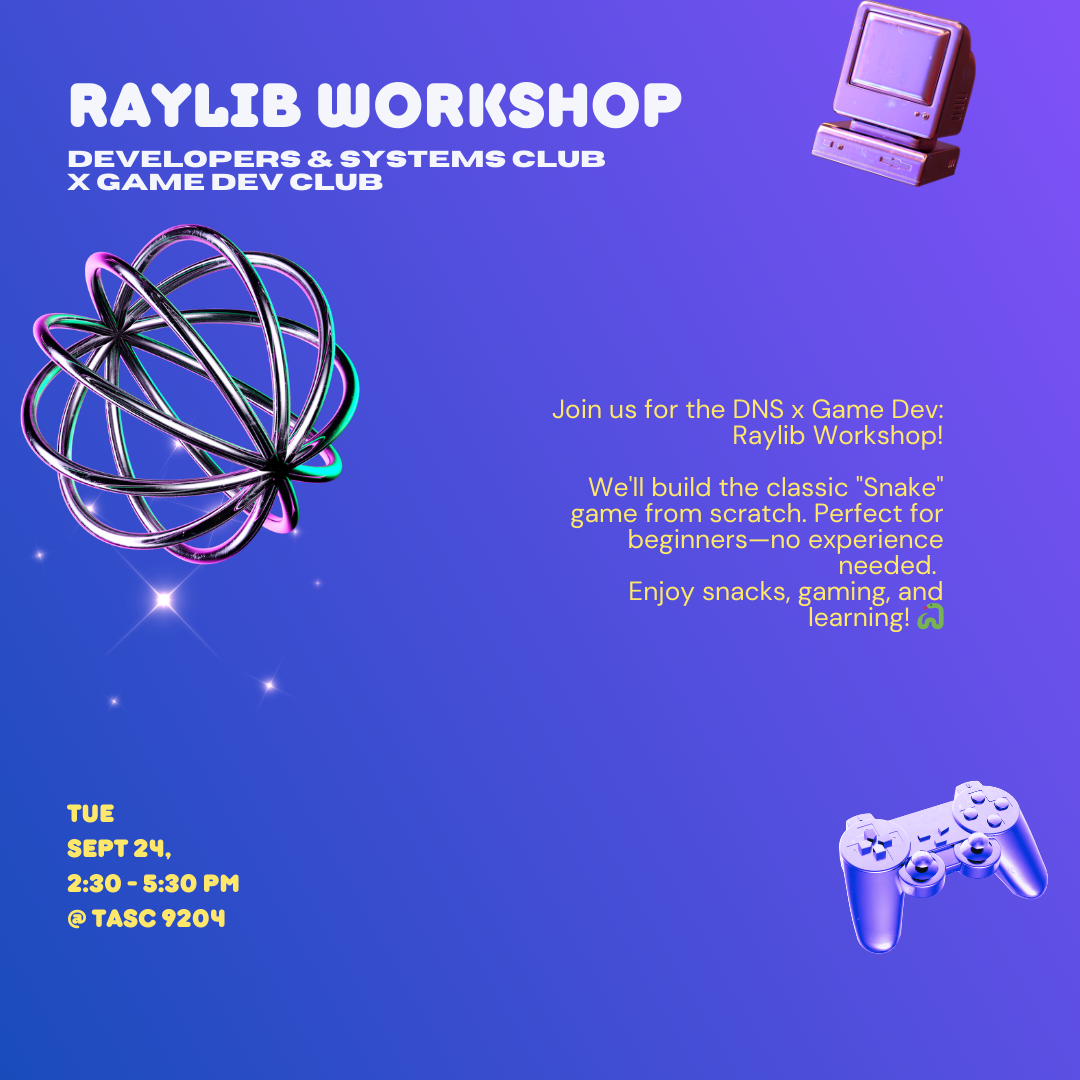 RAYLIB WORKSHOP
DEVELOPERS & SYSTEMS CLUB
X GAME DEV CLUB
Join us for the DNS x Game Dev:
Raylib Workshop!
We'll build the classic "Snake"
game from scratch. Perfect for
beginners—no experience
needed.
Enjoy snacks, gaming, and
learning! 🐍
TUE
SEPT 24,
2:30 - 5:30 PM
@ TASC 9204